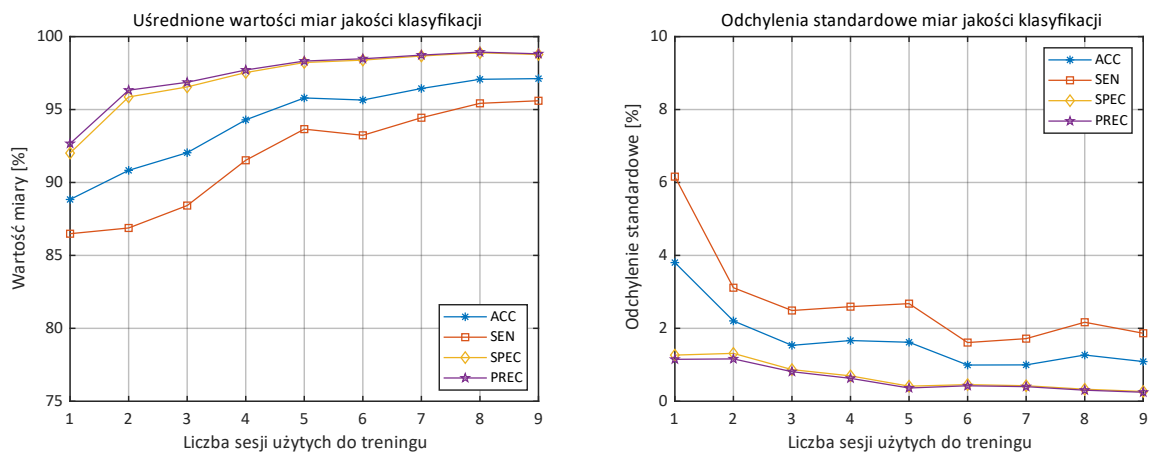 Uśrednione wartości miar jakości klasyfikacji
100
95
90
85
80
75
Wartość miary [%]
1 2 3 4 5 6 7 8 9
Liczba sesji użytych do treningu
ACC
SEN
SPEC
PREC
Odchylenia standardowe miar jakości klasyfikacji
10
8
6
4
2
0
Odchylenie standardowe [%]
1 2 3 4 5 6 7 8 9
Liczba sesji użytych do treningu
ACC
SEN
SPEC
PREC